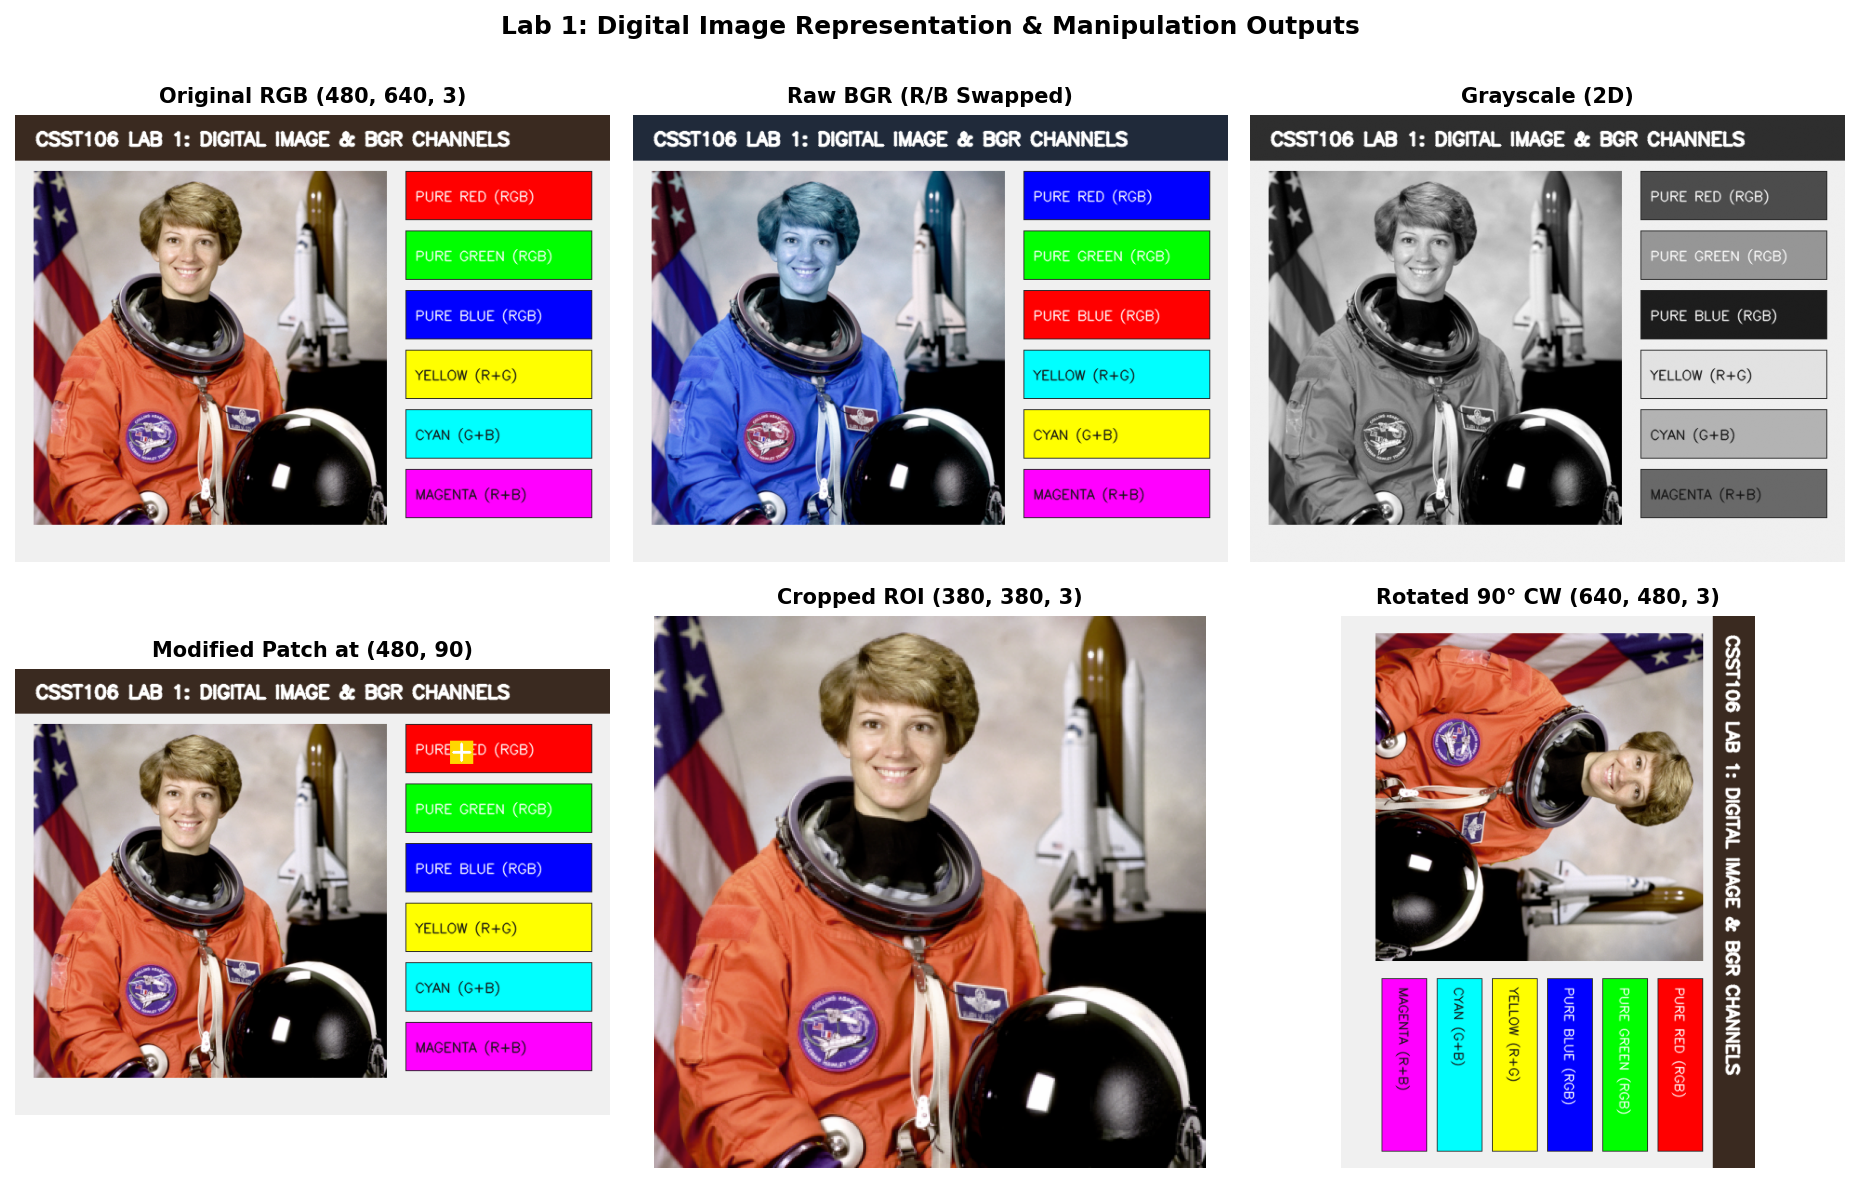 Lab 1: Digital Image Representation & Manipulation Outputs
Original RGB (480, 640, 3)
CSST106 LAB 1: DIGITAL IMAGE & BGR CHANNELS
PURE RED (RGB)
PURE GREEN (RGB)
PURE BLUE (RGB)
YELLOW (R+G)
CYAN (G+B)
MAGENTA (R+B)
Raw BGR (R/B Swapped)
CSST106 LAB 1: DIGITAL IMAGE & BGR CHANNELS
PURE RED (RGB)
PURE GREEN (RGB)
PURE BLUE (RGB)
YELLOW (R+G)
CYAN (G+B)
MAGENTA (R+B)
Grayscale (2D)
CSST106 LAB 1: DIGITAL IMAGE & BGR CHANNELS
PURE RED (RGB)
PURE GREEN (RGB)
PURE BLUE (RGB)
YELLOW (R+G)
CYAN (G+B)
MAGENTA (R+B)
Modified Patch at (480, 90)
CSST106 LAB 1: DIGITAL IMAGE & BGR CHANNELS
PURE ED (RGB)
PURE GREEN (RGB)
PURE BLUE (RGB)
YELLOW (R+G)
CYAN (G+B)
MAGENTA (R+B)
Cropped ROI (380, 380, 3)
Rotated 90° CW (640, 480, 3)
CSST106 LAB 1: DIGITAL IMAGE & BGR CHANNELS
PURE RED (RGB)
PURE GREEN (RGB)
PURE BLUE (RGB)
YELLOW (R+G)
CYAN (G+B)
MAGENTA (R+B)